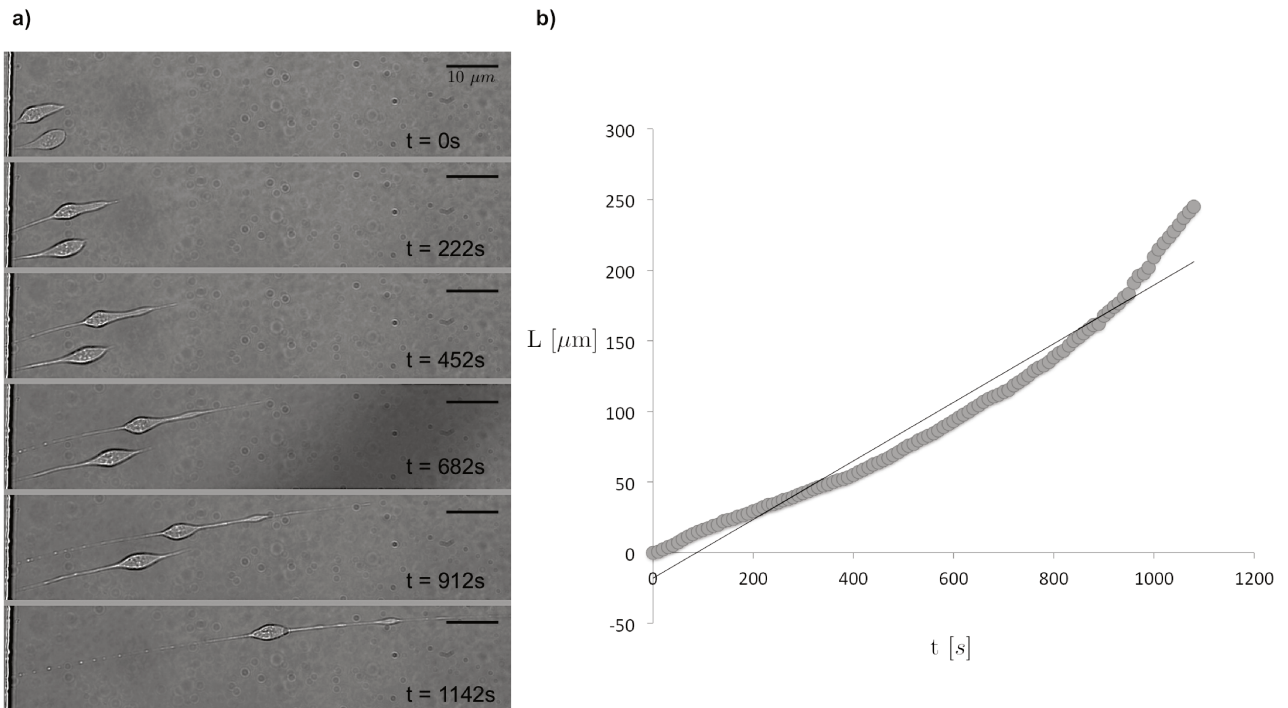 a)
10 μm
t = 0s
t = 222s
t = 452s
t = 682s
t = 912s
t = 1142s
b)
300
250
200
150
100
50
0
-50
L [μm]
0 200 400 600 800 1000 1200
t [s]